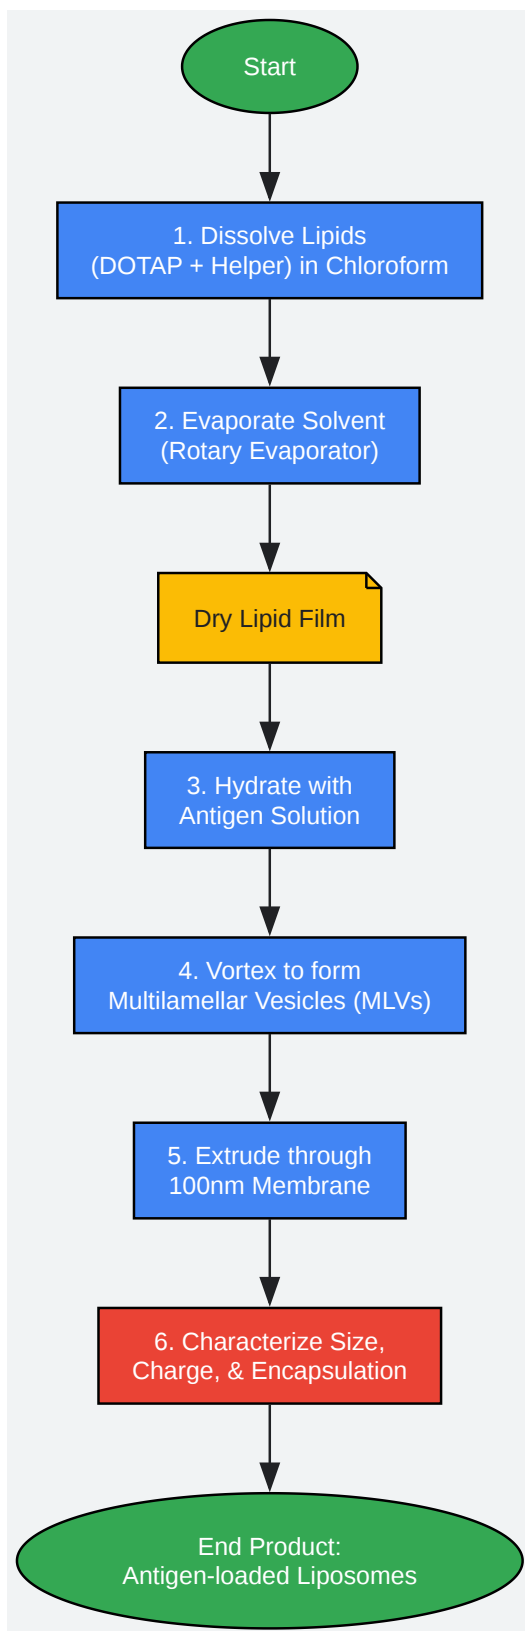 Start
1. Dissolve Lipids
(DOTAP + Helper) in Chloroform
2. Evaporate Solvent
(Rotary Evaporator)
Dry Lipid Film
3. Hydrate with
Antigen Solution
4. Vortex to form
Multilamellar Vesicles (MLVs)
5. Extrude through
100nm Membrane
6. Characterize Size,
Charge, & Encapsulation
End Product:
Antigen-loaded Liposomes